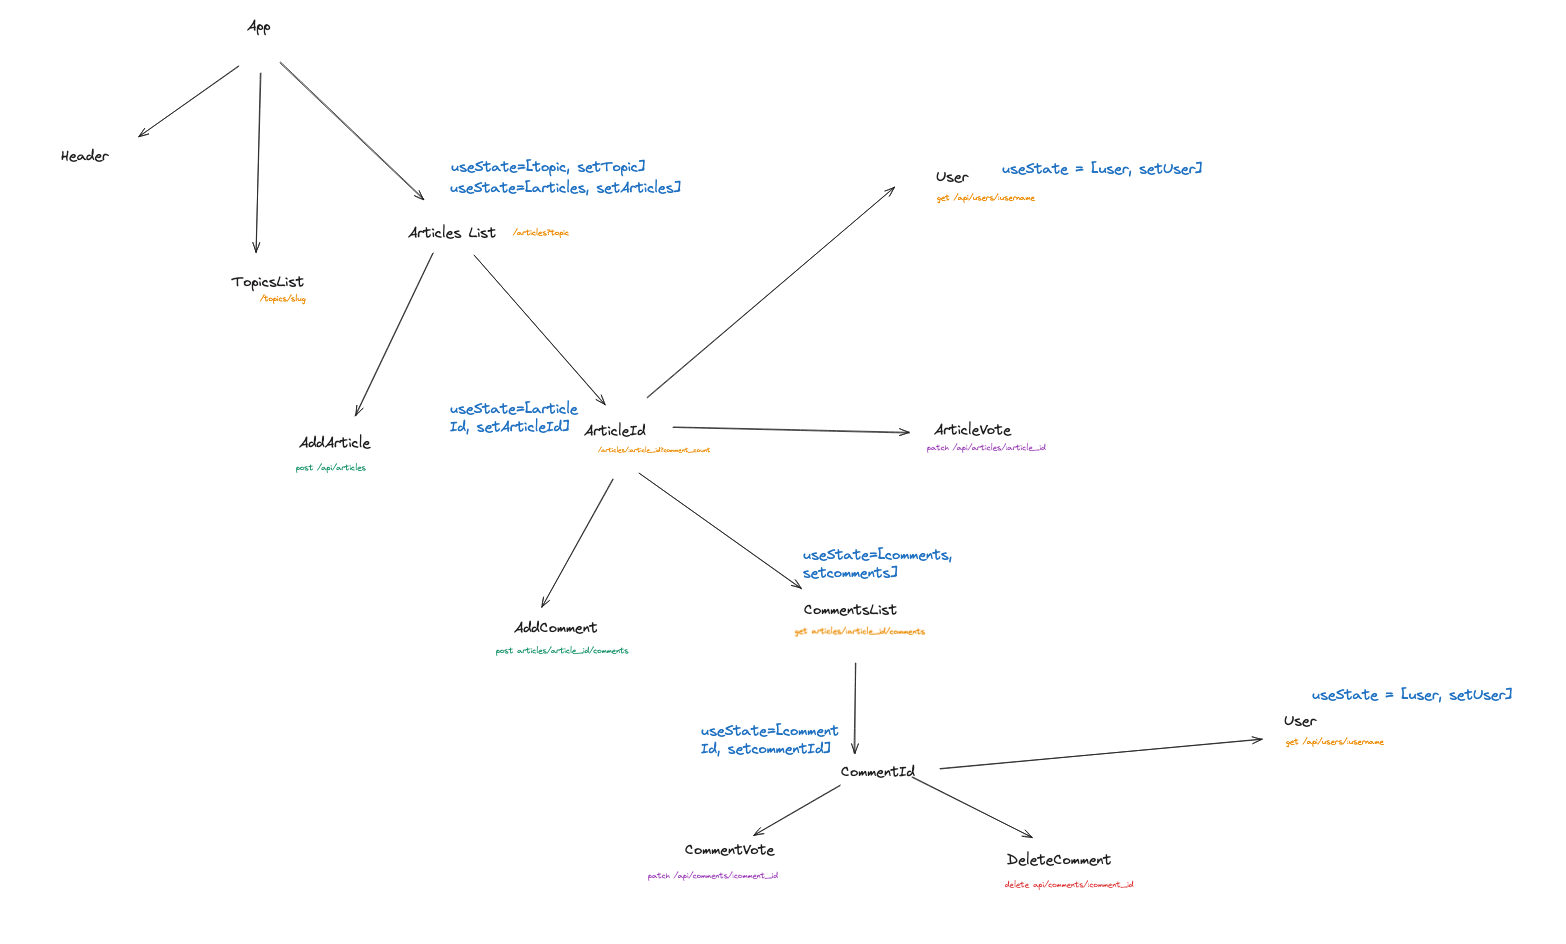 App
Header
useState=[topic, setTopic]
useState=[articles, setArticles]
User
useState = [user, setUser]
get /api/users/:username
Articles List
/articles?topic
TopicsList
/topics/slug
useState=[article
Id, setArticleId]
ArticleId
/articles/:article_id?comment_count
ArticleVote
patch /api/articles/:article_id
AddArticle
post /api/articles
useState=[comments,
setcomments]
CommentsList
get articles/:article_id/comments
AddComment
post articles/article_id/comments
useState = [user, setUser]
User
get /api/users/:username
useState=[comment
Id, setcommentId]
CommentId
CommentVote
patch /api/comments/:comment_id
DeleteComment
delete api/comments/:comment_id